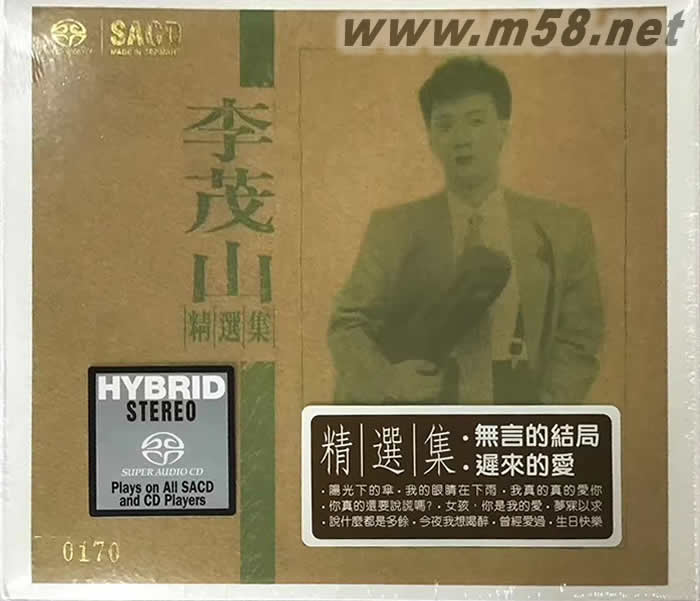 www.m58.net
SUPER AUDIO CD
SACD
MADE IN GERMANY
李茂山
精選集
HYBRID
STEREO
SUPER AUDIO CD
Plays on All SACD
and CD Players
0170
精選集
·無言的結局
·遲來的愛
·陽光下的傘·我的眼睛在下雨·我真的真的愛你
·你真的還要說謊嗎?·女孩,你是我的愛·夢寐以求
·說什麼都是多餘·今夜我想喝醉·曾經愛過·生日快樂